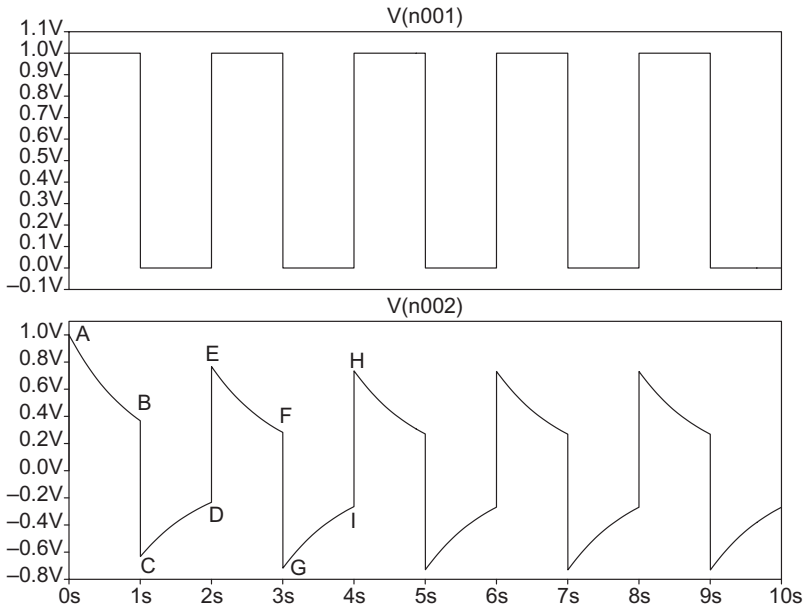 V(n001)
1.1V
1.0V
0.9V
0.8V
0.7V
0.6V
0.5V
0.4V
0.3V
0.2V
0.1V
0.0V
–0.1V
V(n002)
1.0V
0.8V
0.6V
0.4V
0.2V
0.0V
–0.2V
–0.4V
–0.6V
–0.8V
A
B
C
D
E
F
G
H
I
0s 1s 2s 3s 4s 5s 6s 7s 8s 9s 10s